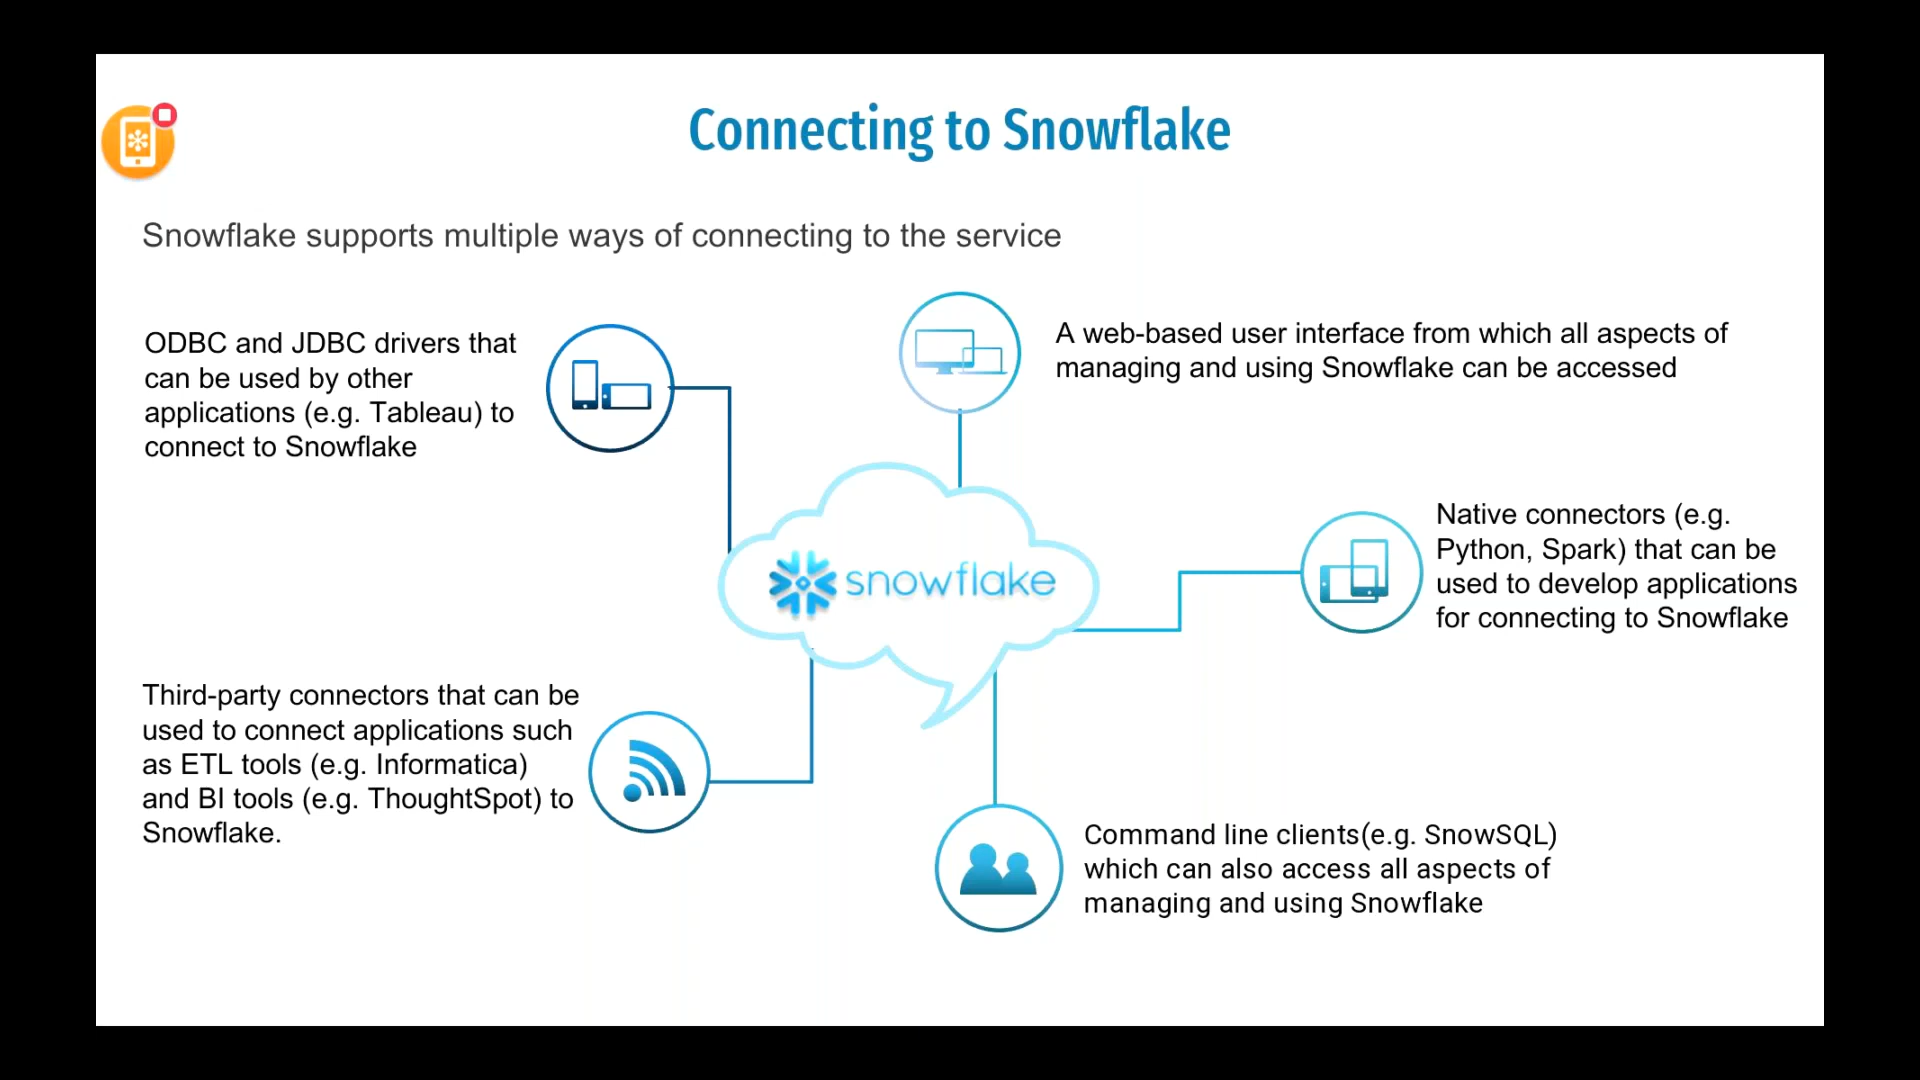 Connecting to Snowflake
Snowflake supports multiple ways of connecting to the service
ODBC and JDBC drivers that
can be used by other
applications (e.g. Tableau) to
connect to Snowflake
A web-based user interface from which all aspects of
managing and using Snowflake can be accessed
snowflake
Native connectors (e.g.
Python, Spark) that can be
used to develop applications
for connecting to Snowflake
Third-party connectors that can be
used to connect applications such
as ETL tools (e.g. Informatica)
and BI tools (e.g. ThoughtSpot) to
Snowflake.
Command line clients(e.g. SnowSQL)
which can also access all aspects of
managing and using Snowflake